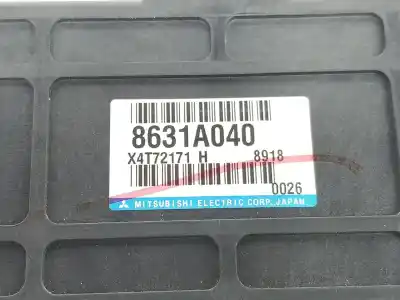 8631A040
X4T72171 H 8918
0026
MITSUBISHI ELECTRIC CORP. JAPAN